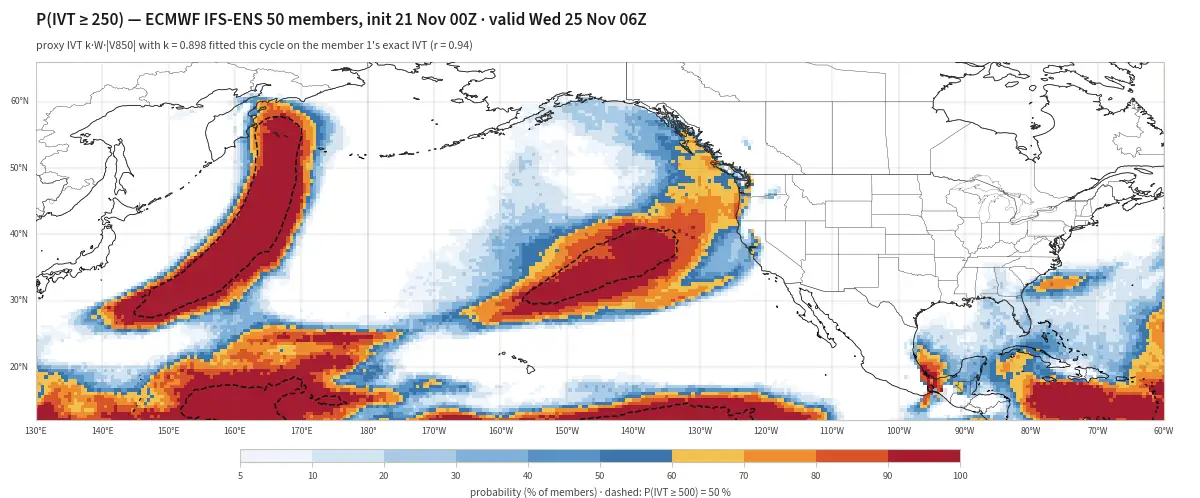 P(IVT ≥ 250) — ECMWF IFS-ENS 50 members, init 21 Nov 00Z · valid Wed 25 Nov 06Z
proxy IVT k·W·|V850| with k = 0.898 fitted this cycle on the member 1's exact IVT (r = 0.94)
60°N
50°N
40°N
30°N
20°N
130°E 140°E 150°E 160°E 170°E 180° 170°W 160°W 150°W 140°W 130°W 120°W 110°W 100°W 90°W 80°W 70°W 60°W
5 10 20 30 40 50 60 70 80 90 100
probability (% of members) · dashed: P(IVT ≥ 500) = 50 %